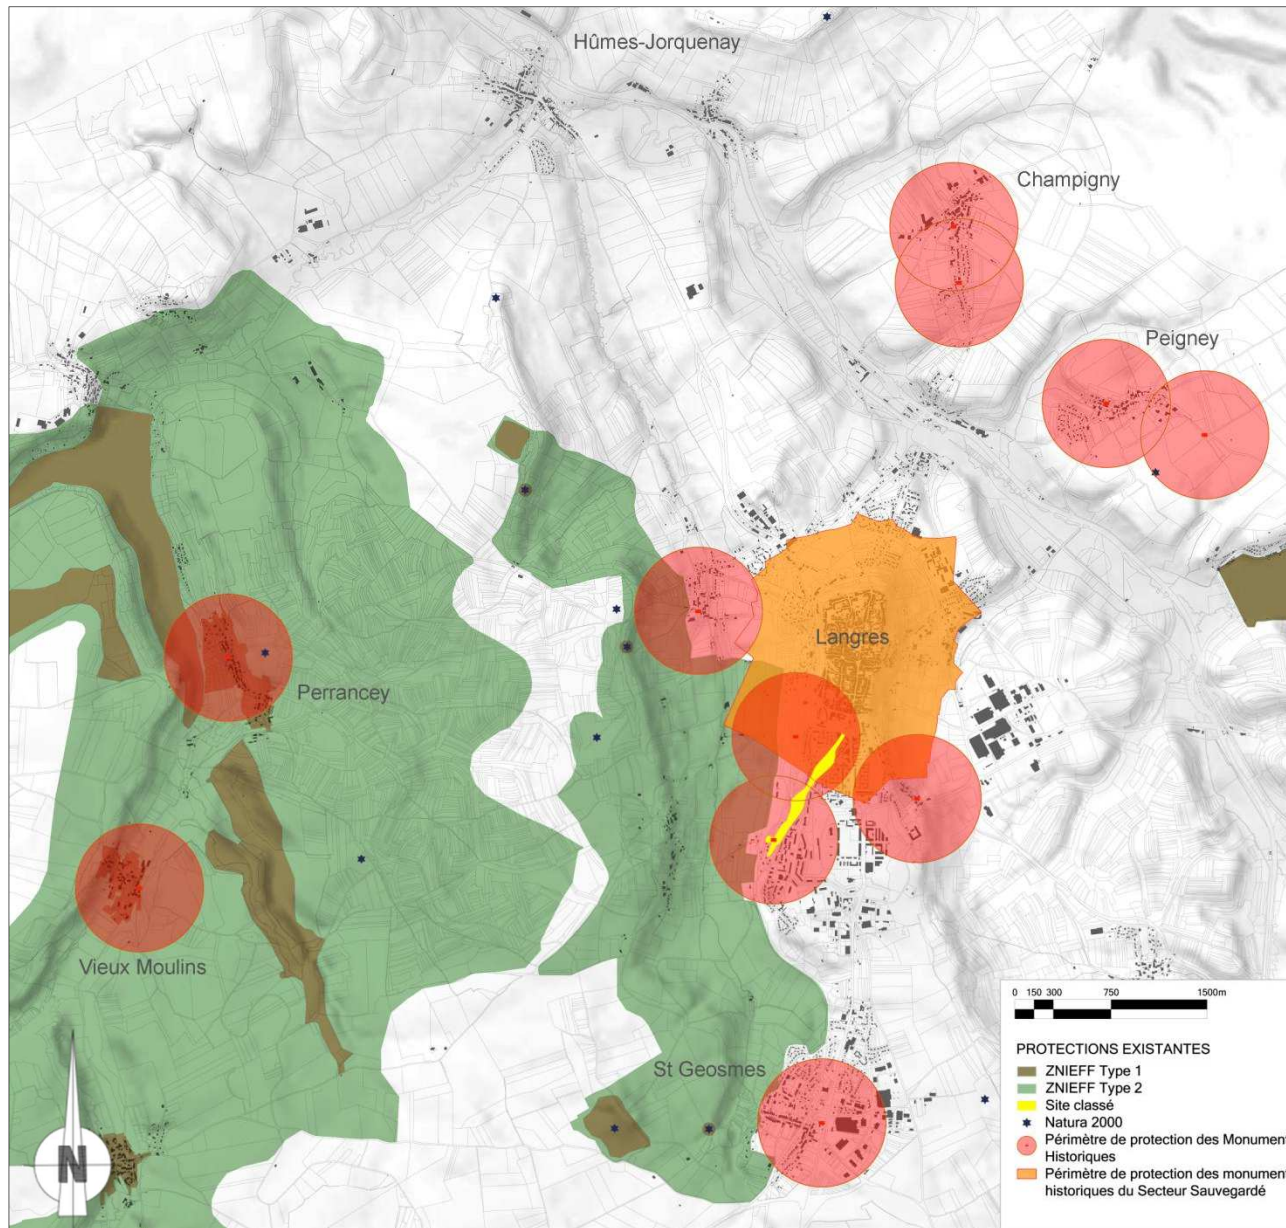 Hûmes-Jorquenay
Champigny
Peigney
Langres
Perrancey
Vieux Moulins
St Geosmes
0 150 300 750 1500m
PROTECTIONS EXISTANTES
ZNIEFF Type 1
ZNIEFF Type 2
Site classé
Natura 2000
Périmètre de protection des Monument
Historiques
Périmètre de protection des monument
historiques du Secteur Sauvegardé
N